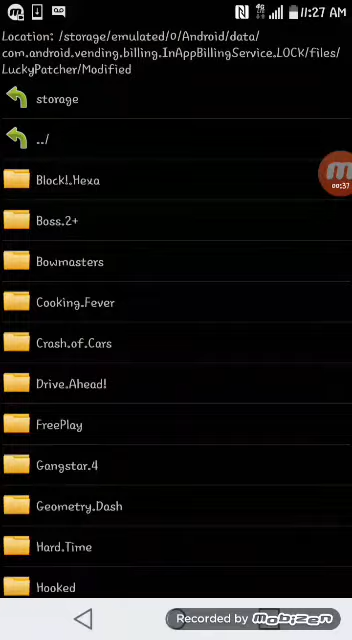 11:27 AM
Location: /storage/emulated/0/Android/data/
com.android.vending.billing.InAppBillingService.LOCK/files/
LuckyPatcher/Modified
storage
../
Block!.Hexa
00:37
Boss.2+
Bowmasters
Cooking.Fever
Crash.of.Cars
Drive.Ahead!
FreePlay
Gangstar.4
Geometry.Dash
Hard.Time
Hooked
Recorded by Mobizen